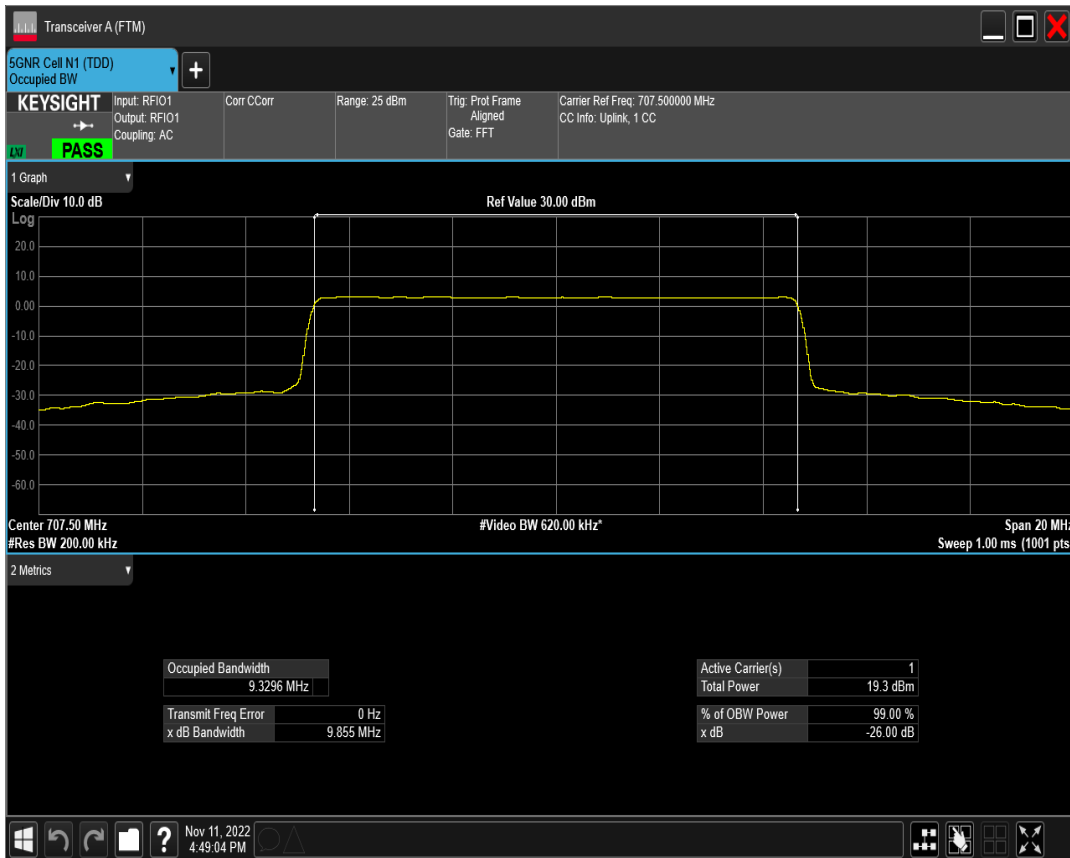 Transceiver A (FTM)
5GNR Cell N1 (TDD)
Occupied BW
+
KEYSIGHT
LXI
PASS
Input: RFIO1
Output: RFIO1
Coupling: AC
Corr CCorr
Range: 25 dBm
Trig: Prot Frame
Aligned
Gate: FFT
Carrier Ref Freq: 707.500000 MHz
CC Info: Uplink, 1 CC
1 Graph
Scale/Div 10.0 dB
Ref Value 30.00 dBm
Log
20.0
10.0
0.00
-10.0
-20.0
-30.0
-40.0
-50.0
-60.0
Center 707.50 MHz
#Video BW 620.00 kHz*
Span 20 MHz
#Res BW 200.00 kHz
Sweep 1.00 ms (1001 pts
2 Metrics
Occupied Bandwidth
9.3296 MHz
Transmit Freq Error 0 Hz
x dB Bandwidth 9.855 MHz
Active Carrier(s) 1
Total Power 19.3 dBm
% of OBW Power 99.00 %
x dB -26.00 dB
?
Nov 11, 2022
4:49:04 PM